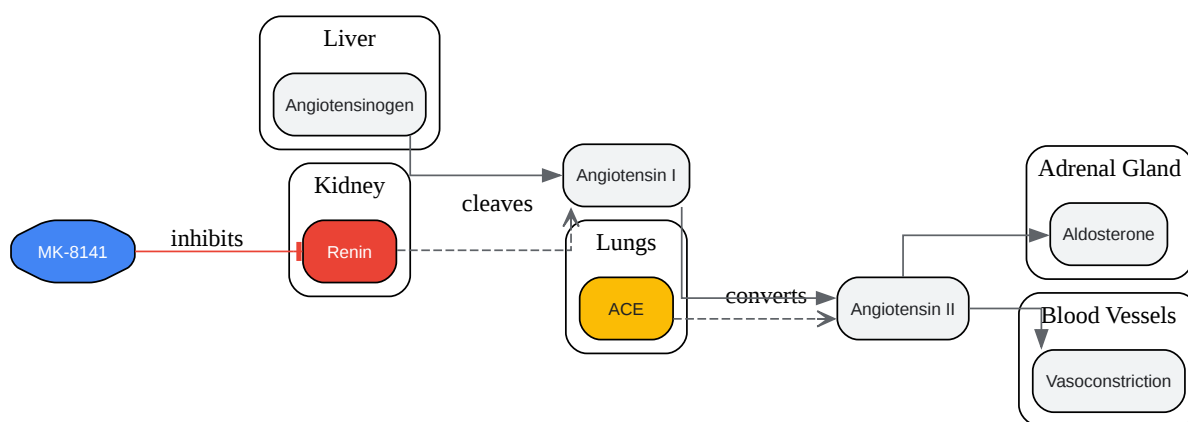 Liver
Angiotensinogen
Kidney
MK-8141
inhibits
Renin
cleaves
Angiotensin I
Lungs
ACE
converts
Angiotensin II
Adrenal Gland
Aldosterone
Blood Vessels
Vasoconstriction